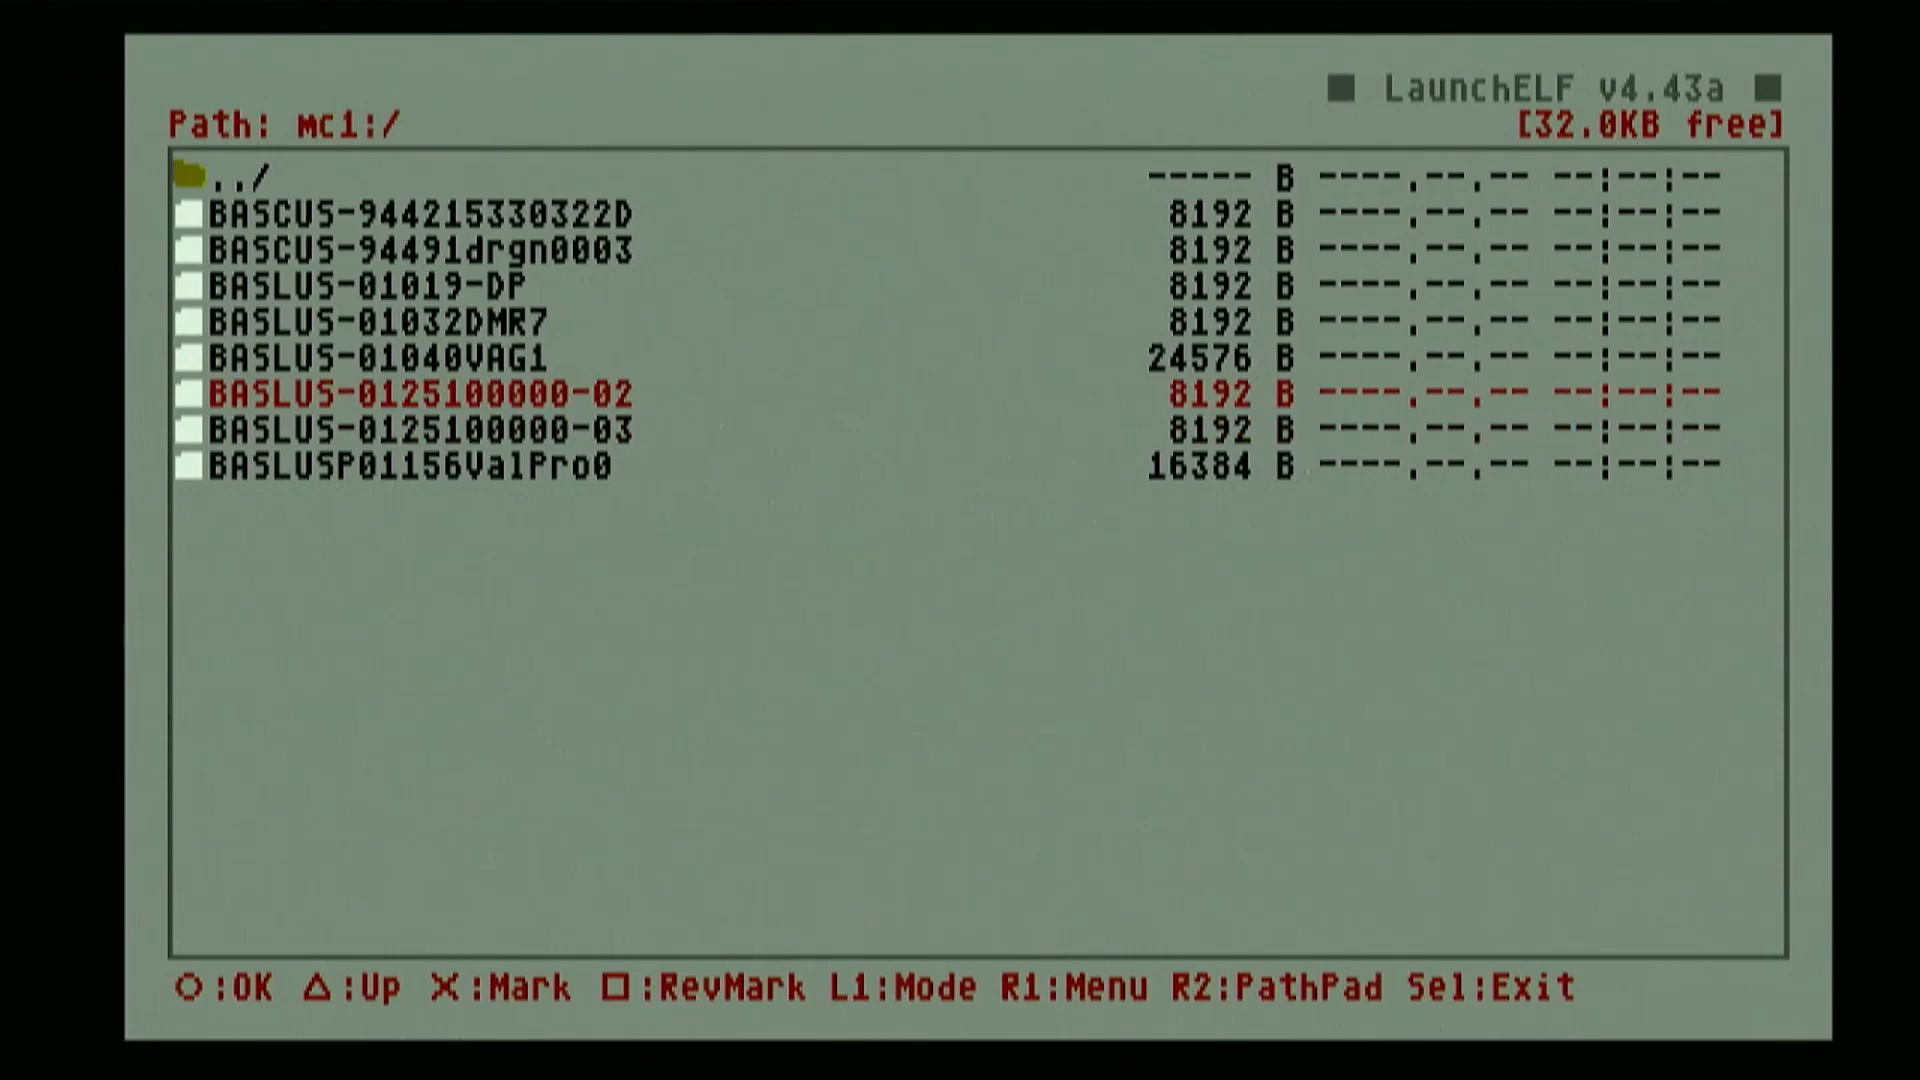 ■ LaunchELF v4.43a ■
Path: mc1:/ [32.0KB free]
../ ----- B ----.--.-- --:--:--
BASCUS-944215330322D 8192 B ----.--.-- --:--:--
BASCUS-94491drgn0003 8192 B ----.--.-- --:--:--
BASLUS-01019-DP 8192 B ----.--.-- --:--:--
BASLUS-01032DMR7 8192 B ----.--.-- --:--:--
BASLUS-01040VAG1 24576 B ----.--.-- --:--:--
BASLUS-0125100000-02 8192 B ----.--.-- --:--:--
BASLUS-0125100000-03 8192 B ----.--.-- --:--:--
BASLUSP01156ValPro0 16384 B ----.--.-- --:--:--
○:OK △:Up ×:Mark □:RevMark L1:Mode R1:Menu R2:PathPad Sel:Exit